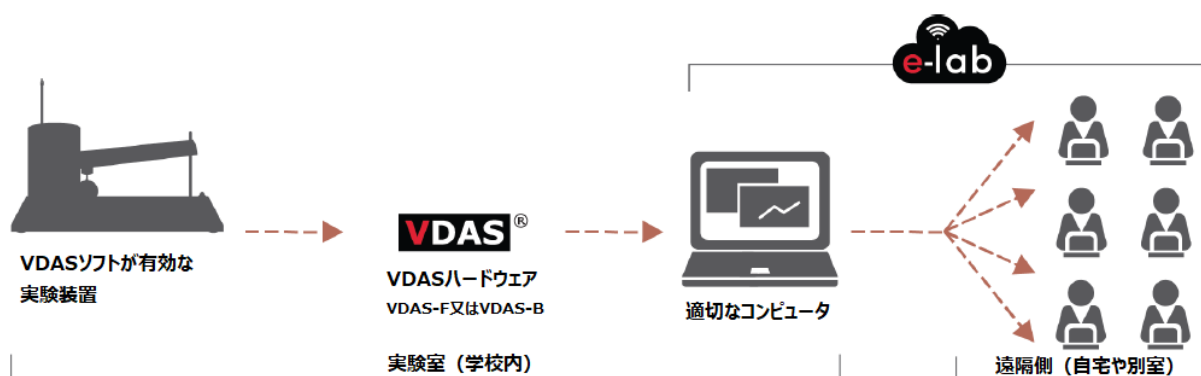 e-lab
VDASソフトが有効な
実験装置
VDAS®
VDASハードウェア
VDAS-F又はVDAS-B
適切なコンピュータ
実験室（学校内）
遠隔側（自宅や別室）